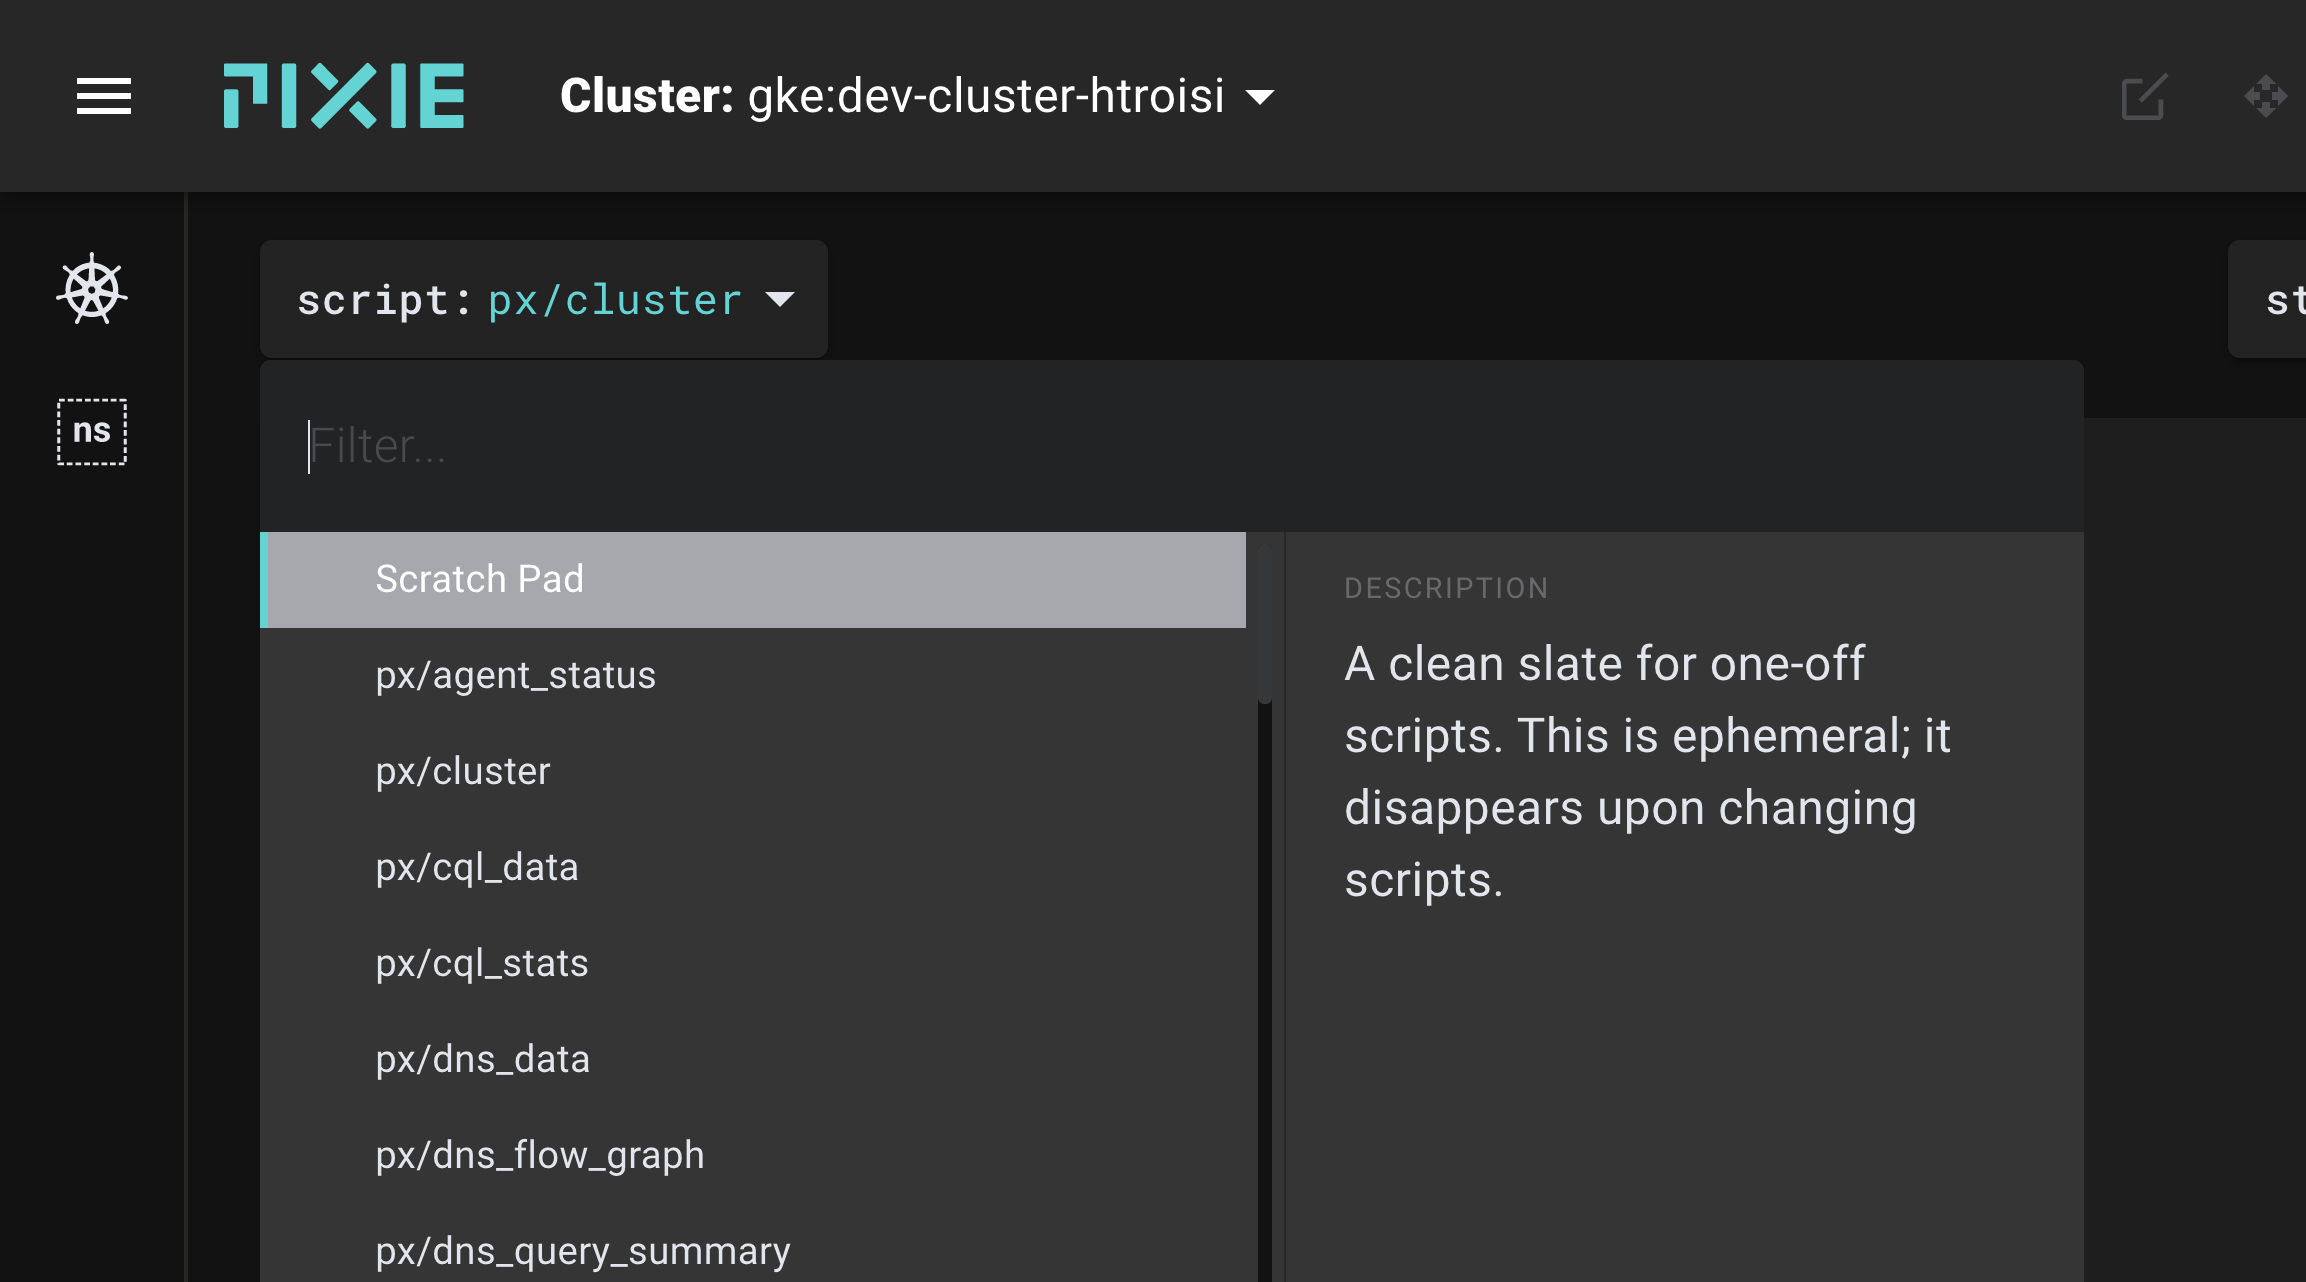 PIXIE
Cluster: gke:dev-cluster-htroisi
script: px/cluster
st
ns
Filter...
Scratch Pad
px/agent_status
px/cluster
px/cql_data
px/cql_stats
px/dns_data
px/dns_flow_graph
px/dns_query_summary
DESCRIPTION
A clean slate for one-off
scripts. This is ephemeral; it
disappears upon changing
scripts.